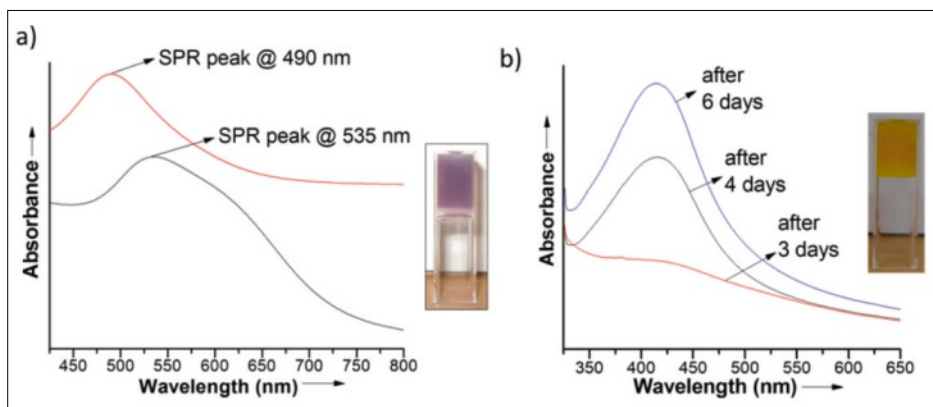 a)
SPR peak @ 490 nm
SPR peak @ 535 nm
Absorbance
450 500 550 600 650 700 750 800
Wavelength (nm)
b)
after
6 days
after
4 days
after
3 days
Absorbance
350 400 450 500 550 600 650
Wavelength (nm)